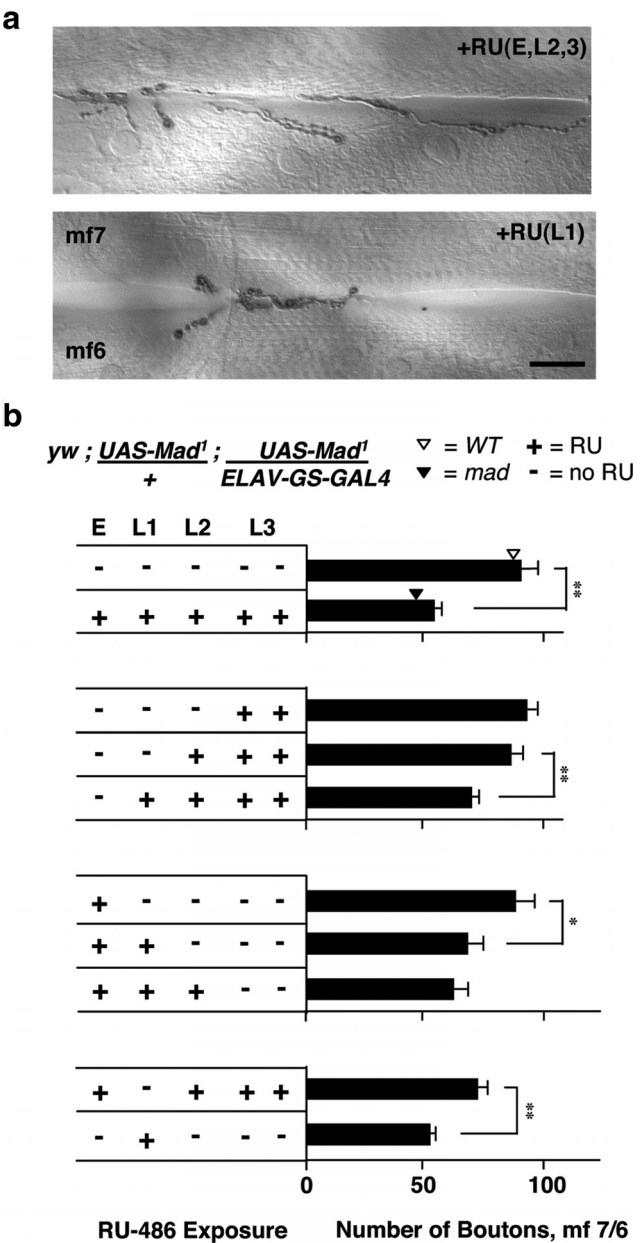 a
+RU(E,L2,3)
mf7
+RU(L1)
mf6
b
yw ; UAS-Mad¹ ; UAS-Mad¹
+ ELAV-GS-GAL4
▽ = WT + = RU
▼ = mad - = no RU
E L1 L2 L3
- - - - -
**
+ + + + +
- - - + +
- - + + +
**
- + + + +
+ - - - -
*
+ + - - -
+ + + - -
+ - + + +
**
- + - - -
0 50 100
RU-486 Exposure Number of Boutons, mf 7/6